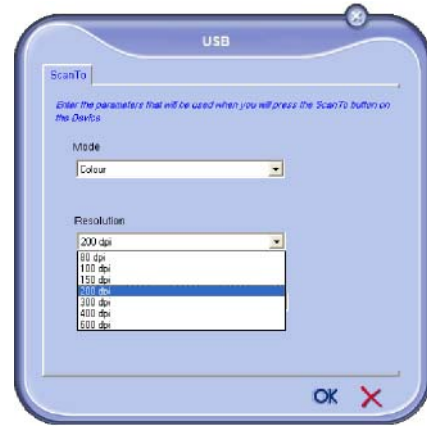 USB
ScanTo
Enter the parameters that will be used when you will press the ScanTo button on
the Device
Mode
Colour
Resolution
200 dpi
80 dpi
100 dpi
150 dpi
200 dpi
300 dpi
400 dpi
600 dpi
OK